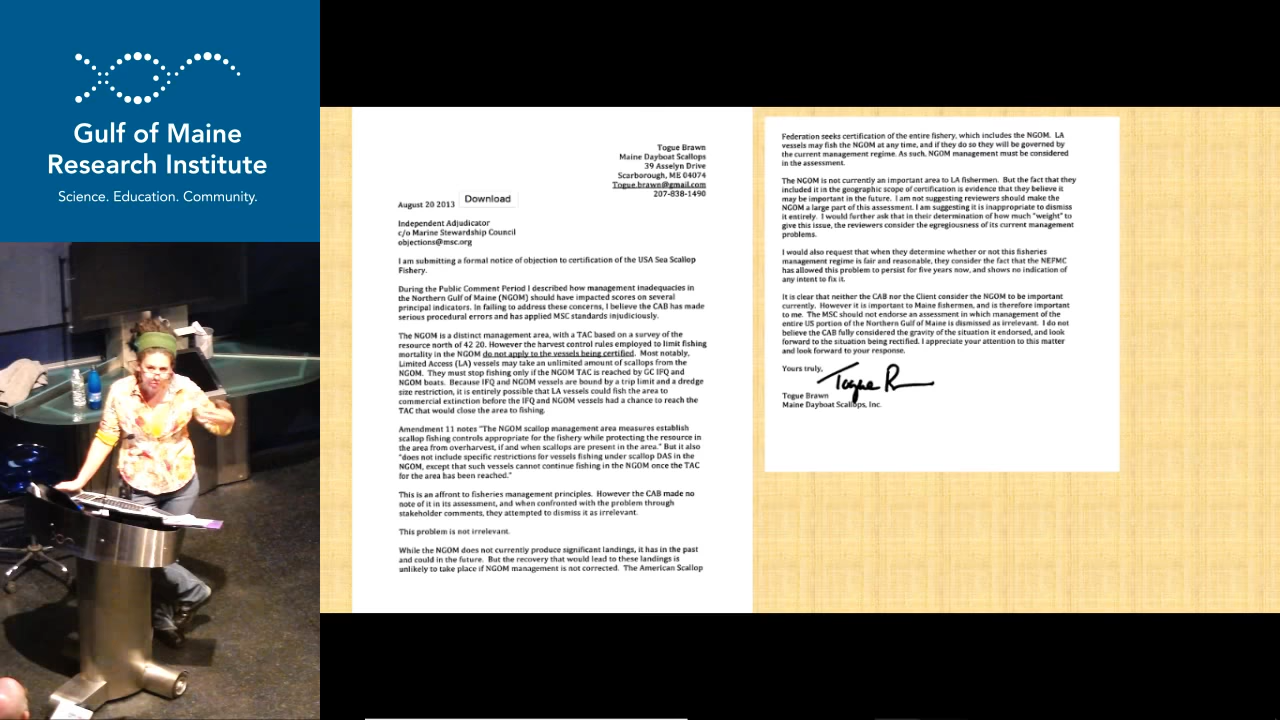 Gulf of Maine
Research Institute
Science. Education. Community.
Togue Brawn
Maine Dayboat Scallops
39 Asselyn Drive
Scarborough, ME 04074
Togue.brawn@gmail.com
207-838-1490
August 20 2013
Download
Independent Adjudicator
c/o Marine Stewardship Council
objections@msc.org
I am submitting a formal notice of objection to certification of the USA Sea Scallop
Fishery.
During the Public Comment Period I described how management inadequacies in
the Northern Gulf of Maine (NGOM) should have impacted scores on several
principal indicators. In failing to address these concerns, I believe the CAB has made
serious procedural errors and has applied MSC standards injudiciously.
The NGOM is a distinct management area, with a TAC based on a survey of the
resource north of 42 20. However the harvest control rules employed to limit fishing
mortality in the NGOM do not apply to the vessels being certified. Most notably,
Limited Access (LA) vessels may take an unlimited amount of scallops from the
NGOM. They must stop fishing only if the NGOM TAC is reached by GC IFQ and
NGOM boats. Because IFQ and NGOM vessels are bound by a trip limit and a dredge
size restriction, it is entirely possible that LA vessels could fish the area to
commercial extinction before the IFQ and NGOM vessels had a chance to reach the
TAC that would close the area to fishing.
Amendment 11 notes "The NGOM scallop management area measures establish
scallop fishing controls appropriate for the fishery while protecting the resource in
the area from overharvest, if and when scallops are present in the area." But it also
"does not include specific restrictions for vessels fishing under scallop DAS in the
NGOM, except that such vessels cannot continue fishing in the NGOM once the TAC
for the area has been reached."
This is an affront to fisheries management principles. However the CAB made no
note of it in its assessment, and when confronted with the problem through
stakeholder comments, they attempted to dismiss it as irrelevant.
This problem is not irrelevant.
While the NGOM does not currently produce significant landings, it has in the past
and could in the future. But the recovery that would lead to these landings is
unlikely to take place if NGOM management is not corrected. The American Scallop
Federation seeks certification of the entire fishery, which includes the NGOM. LA
vessels may fish the NGOM at any time, and if they do so they will be governed by
the current management regime. As such, NGOM management must be considered
in the assessment.
The NGOM is not currently an important area to LA fishermen. But the fact that they
included it in the geographic scope of certification is evidence that they believe it
may be important in the future. I am not suggesting reviewers should make the
NGOM a large part of this assessment. I am suggesting it is inappropriate to dismiss
it entirely. I would further ask that in their determination of how much "weight" to
give this issue, the reviewers consider the egregiousness of its current management
problems.
I would also request that when they determine whether or not this fisheries
management regime is fair and reasonable, they consider the fact that the NEFMC
has allowed this problem to persist for five years now, and shows no indication of
any intent to fix it.
It is clear that neither the CAB nor the Client consider the NGOM to be important
currently. However it is important to Maine fishermen, and is therefore important
to me. The MSC should not endorse an assessment in which management of the
entire US portion of the Northern Gulf of Maine is dismissed as irrelevant. I do not
believe the CAB fully considered the gravity of the situation it endorsed, and look
forward to the situation being rectified. I appreciate your attention to this matter
and look forward to your response.
Yours truly,
Togue Brawn
Maine Dayboat Scallops, Inc.